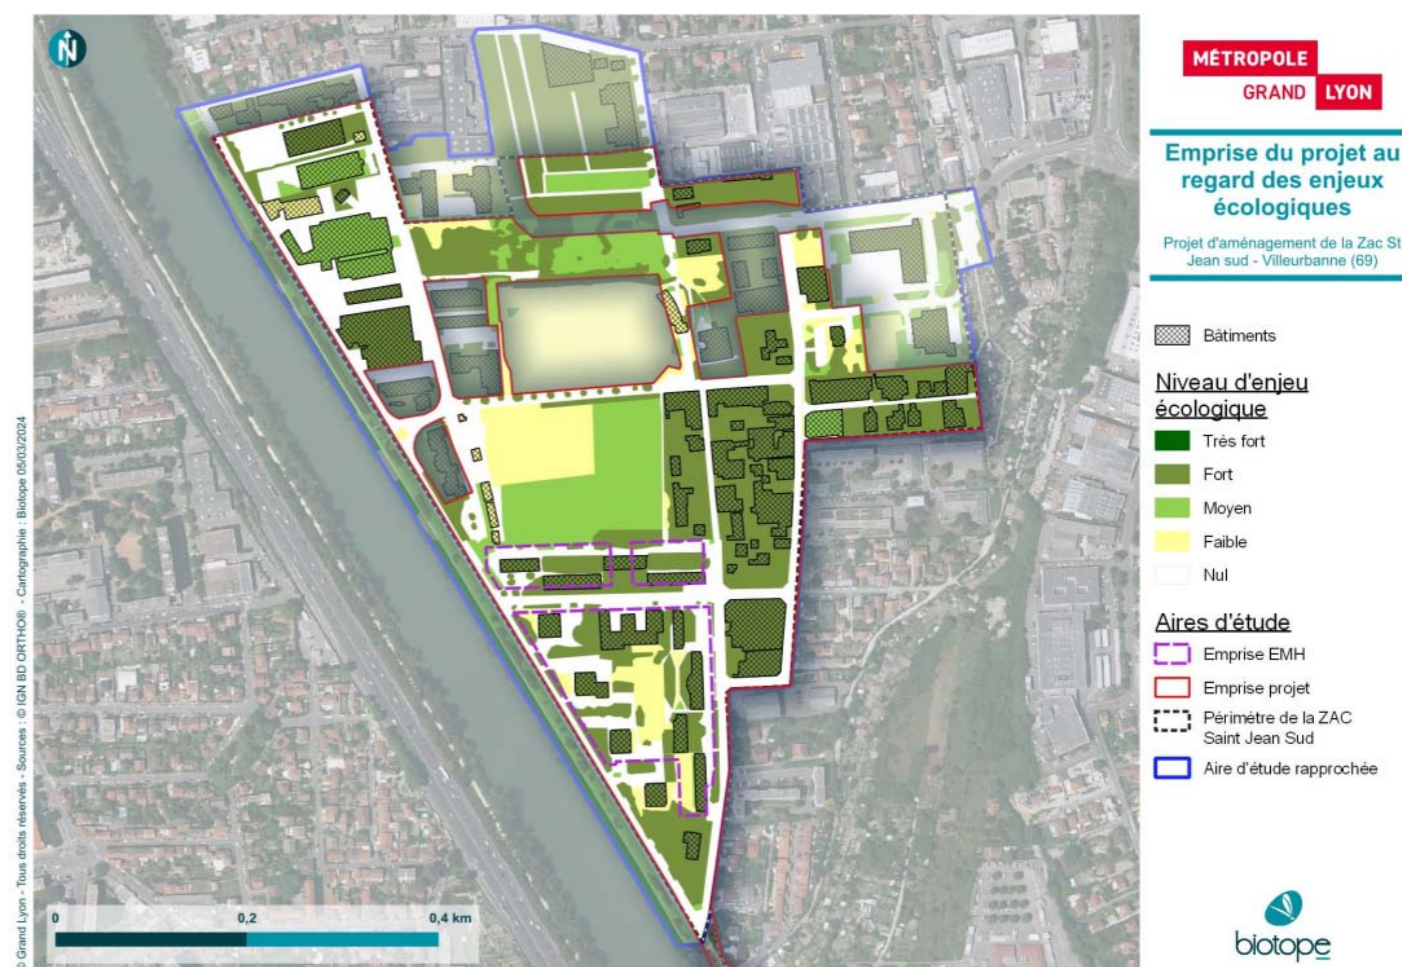 N
MÉTROPOLE
GRAND LYON
Emprise du projet au
regard des enjeux
écologiques
Projet d'aménagement de la Zac St
Jean sud - Villeurbanne (69)
Bâtiments
Niveau d'enjeu
écologique
Très fort
Fort
Moyen
Faible
Nul
Aires d'étude
Emprise EMH
Emprise projet
Périmètre de la ZAC
Saint Jean Sud
Aire d'étude rapprochée
biotope
0 0,2 0,4 km
© Grand Lyon - Tous droits réservés - Sources : © IGN BD ORTHO® - Cartographie : Biotope 05/03/2024